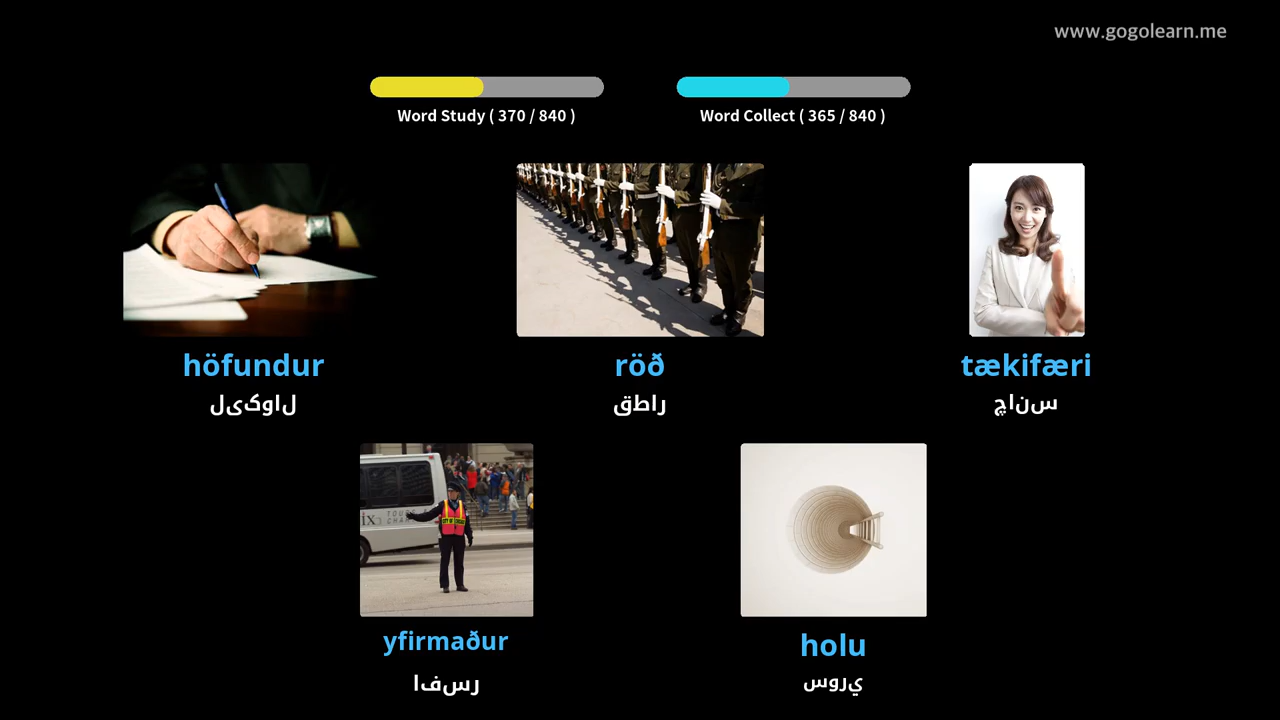 www.gogolearn.me
Word Study ( 370 / 840 )
Word Collect ( 365 / 840 )
höfundur
لاوکیل
röð
راطق
tækifæri
سناچ
yfirmaður
رسفا
holu
يروس